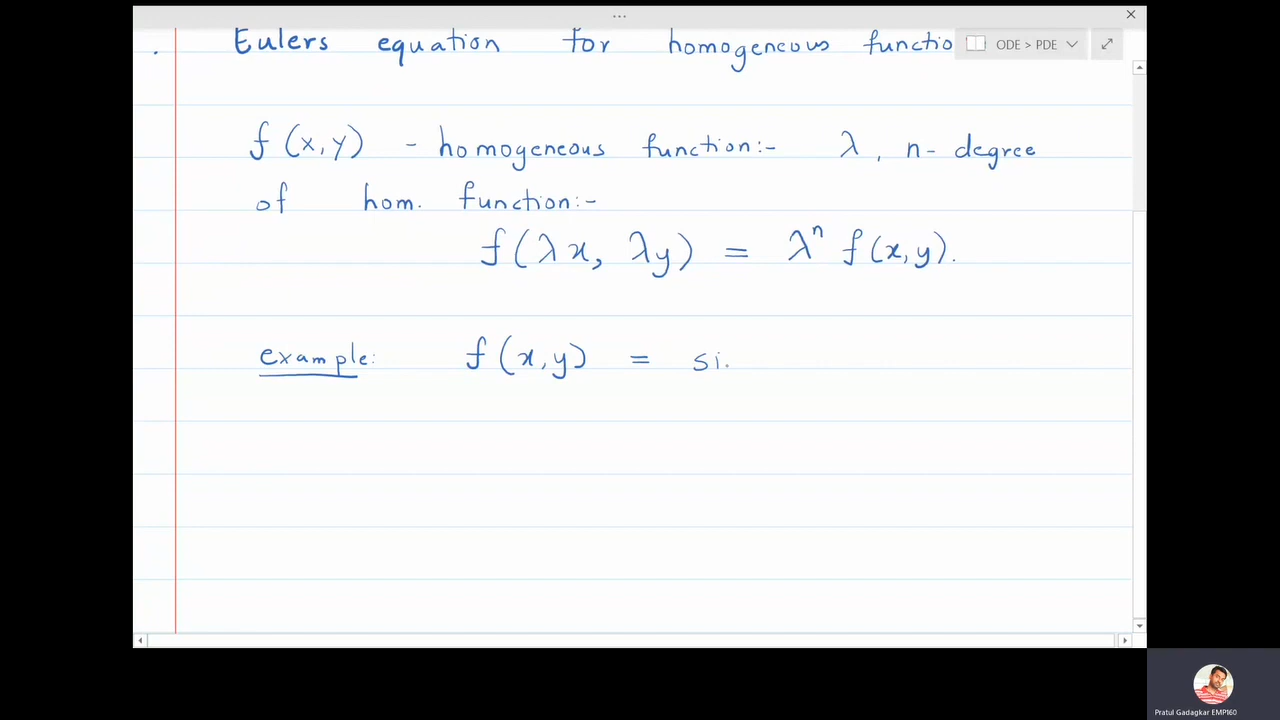 Eulers equation for homogeneous functio
ODE > PDE
f (x,y) - homogeneous function:- λ, n- degree
of hom. function:-
f(λx, λy) = λⁿ f(x,y).
example: f(x,y) = si.
Pratul Gadagkar EMP160